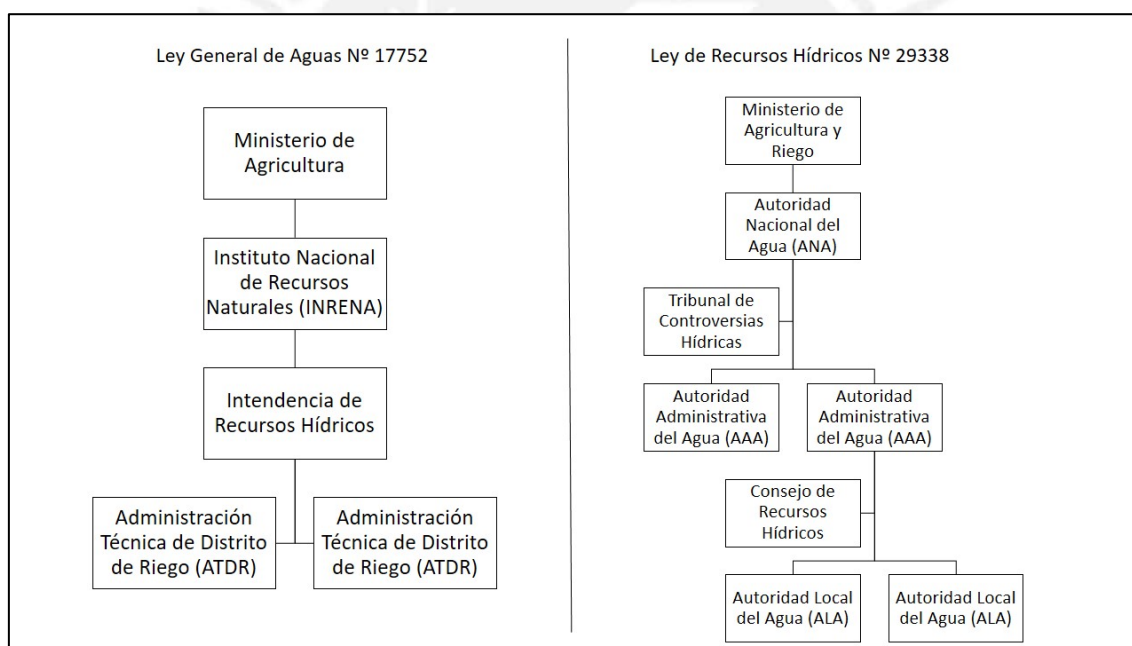 Ley General de Aguas Nº 17752
Ministerio de
Agricultura
Instituto Nacional
de Recursos
Naturales (INRENA)
Intendencia de
Recursos Hídricos
Administración
Técnica de Distrito
de Riego (ATDR)
Administración
Técnica de Distrito
de Riego (ATDR)
Ley de Recursos Hídricos Nº 29338
Ministerio de
Agricultura y
Riego
Autoridad
Nacional del
Agua (ANA)
Tribunal de
Controversias
Hídricas
Autoridad
Administrativa
del Agua (AAA)
Autoridad
Administrativa
del Agua (AAA)
Consejo de
Recursos
Hídricos
Autoridad Local
del Agua (ALA)
Autoridad Local
del Agua (ALA)